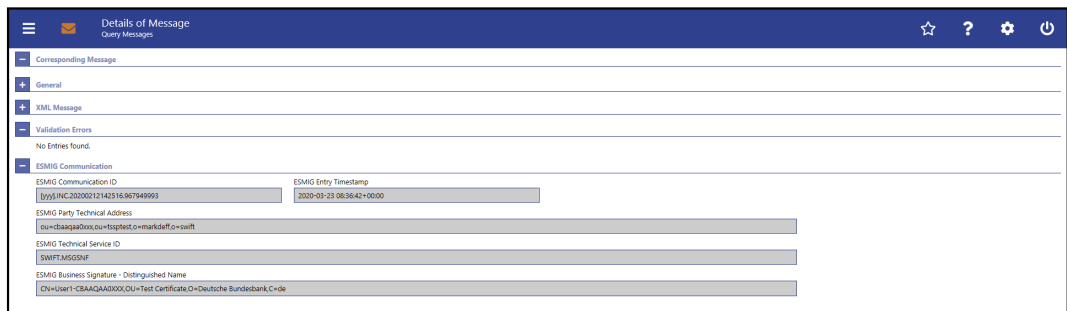 Details of Message
Query Messages
Corresponding Message
General
XML Message
Validation Errors
No Entries found.
ESMIG Communication
ESMIG Communication ID ESMIG Entry Timestamp
[yyy],INC.20200212142516.967949993 2020-03-23 08:36:42+00:00
ESMIG Party Technical Address
ou=cbaaqaa0xxx,ou=tssptest,o=markdeff,o=swift
ESMIG Technical Service ID
SWIFT.MSGSNF
ESMIG Business Signature - Distinguished Name
CN=User1-CBAAQAA0XXX,OU=Test Certificate,O=Deutsche Bundesbank,C=de